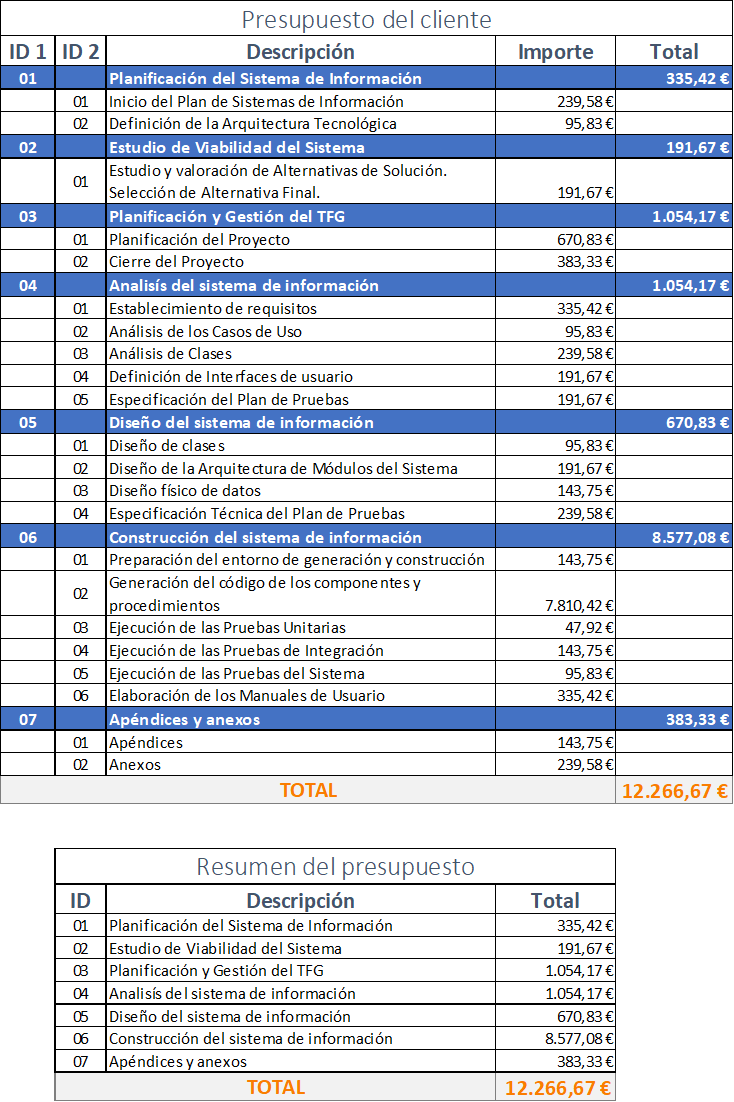 Presupuesto del cliente
ID 1 ID 2 Descripción Importe Total
01 Planificación del Sistema de Información 335,42 €
01 Inicio del Plan de Sistemas de Información 239,58 €
02 Definición de la Arquitectura Tecnológica 95,83 €
02 Estudio de Viabilidad del Sistema 191,67 €
01 Estudio y valoración de Alternativas de Solución.
Selección de Alternativa Final. 191,67 €
03 Planificación y Gestión del TFG 1.054,17 €
01 Planificación del Proyecto 670,83 €
02 Cierre del Proyecto 383,33 €
04 Analisís del sistema de información 1.054,17 €
01 Establecimiento de requisitos 335,42 €
02 Análisis de los Casos de Uso 95,83 €
03 Análisis de Clases 239,58 €
04 Definición de Interfaces de usuario 191,67 €
05 Especificación del Plan de Pruebas 191,67 €
05 Diseño del sistema de información 670,83 €
01 Diseño de clases 95,83 €
02 Diseño de la Arquitectura de Módulos del Sistema 191,67 €
03 Diseño físico de datos 143,75 €
04 Especificación Técnica del Plan de Pruebas 239,58 €
06 Construcción del sistema de información 8.577,08 €
01 Preparación del entorno de generación y construcción 143,75 €
02 Generación del código de los componentes y
procedimientos 7.810,42 €
03 Ejecución de las Pruebas Unitarias 47,92 €
04 Ejecución de las Pruebas de Integración 143,75 €
05 Ejecución de las Pruebas del Sistema 95,83 €
06 Elaboración de los Manuales de Usuario 335,42 €
07 Apéndices y anexos 383,33 €
01 Apéndices 143,75 €
02 Anexos 239,58 €
TOTAL 12.266,67 €
Resumen del presupuesto
ID Descripción Total
01 Planificación del Sistema de Información 335,42 €
02 Estudio de Viabilidad del Sistema 191,67 €
03 Planificación y Gestión del TFG 1.054,17 €
04 Analisís del sistema de información 1.054,17 €
05 Diseño del sistema de información 670,83 €
06 Construcción del sistema de información 8.577,08 €
07 Apéndices y anexos 383,33 €
TOTAL 12.266,67 €